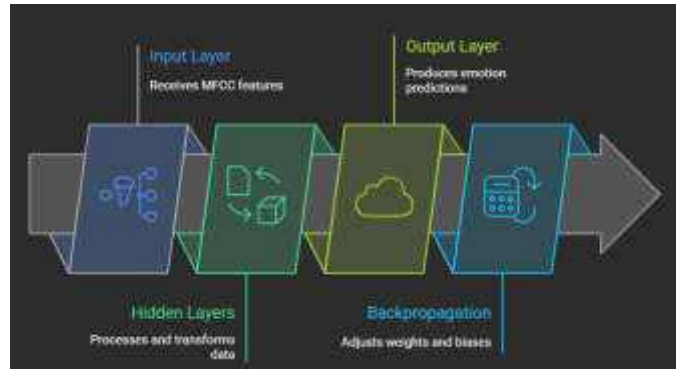 Input Layer
Receives MFCC features
Output Layer
Produces emotion
predictions
Hidden Layers
Processes and transforms
data
Backpropagation
Adjusts weights and biases